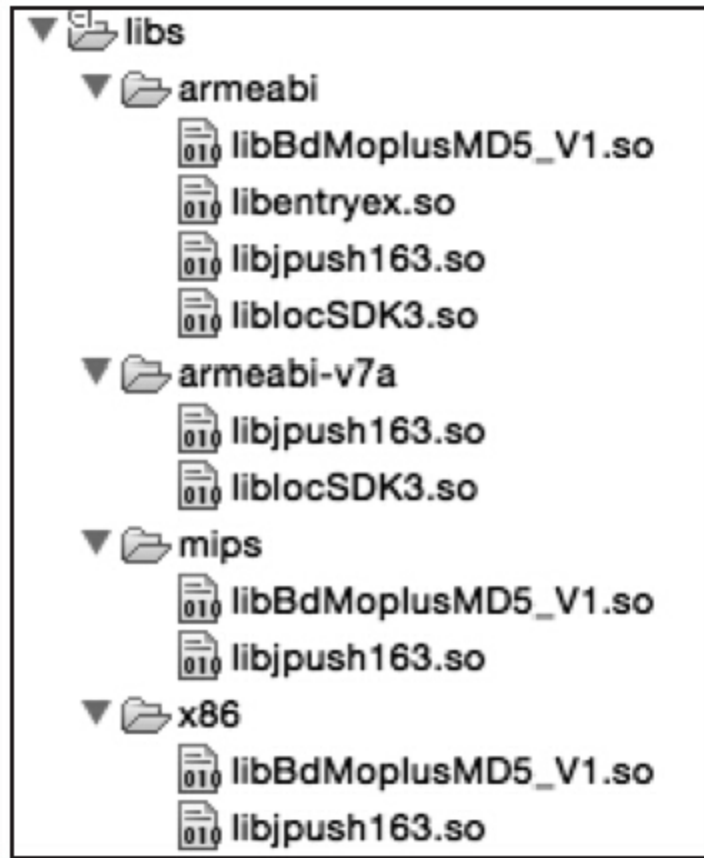 libs
armeabi
libBdMoplusMD5_V1.so
libentryex.so
libjpush163.so
liblocSDK3.so
armeabi-v7a
libjpush163.so
liblocSDK3.so
mips
libBdMoplusMD5_V1.so
libjpush163.so
x86
libBdMoplusMD5_V1.so
libjpush163.so